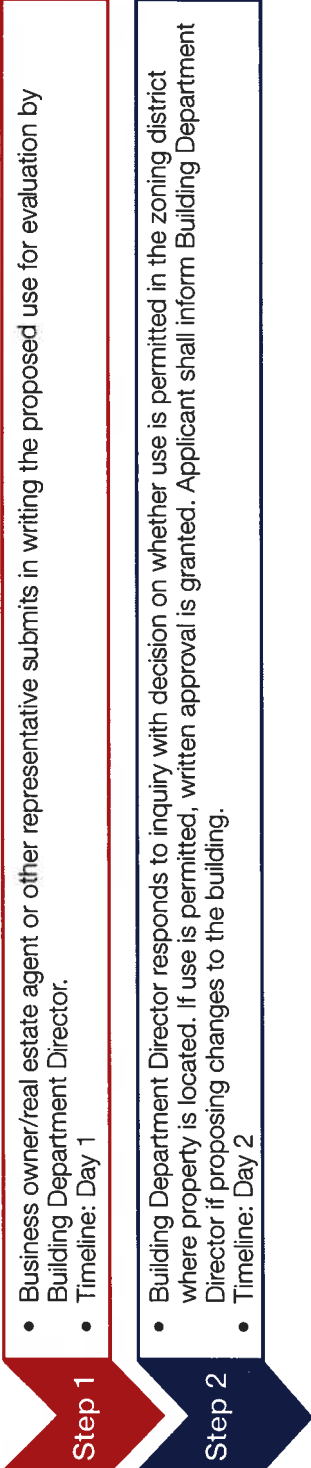 Step 1
• Business owner/real estate agent or other representative submits in writing the proposed use for evaluation by
Building Department Director.
• Timeline: Day 1
Step 2
• Building Department Director responds to inquiry with decision on whether use is permitted in the zoning district
where property is located. If use is permitted, written approval is granted. Applicant shall inform Building Department
Director if proposing changes to the building.
• Timeline: Day 2